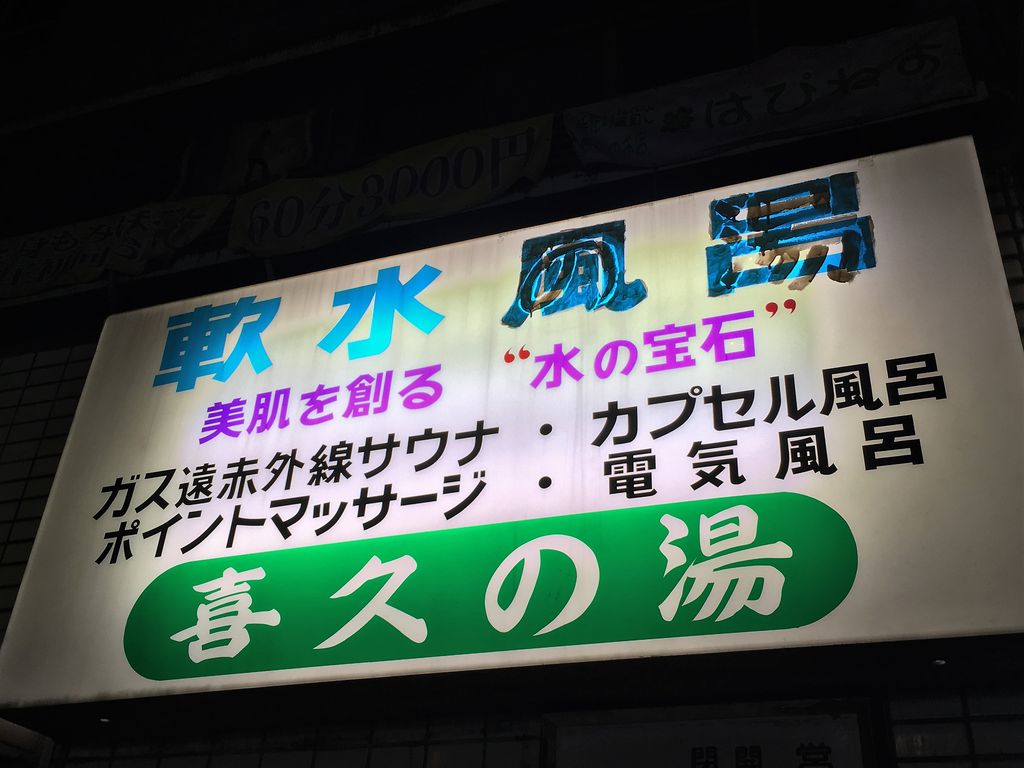 はぴねす
60分3000円
軟水風湯
美肌を創る “水の宝石”
ガス遠赤外線サウナ・カプセル風呂
ポイントマッサージ・電気風呂
喜久の湯